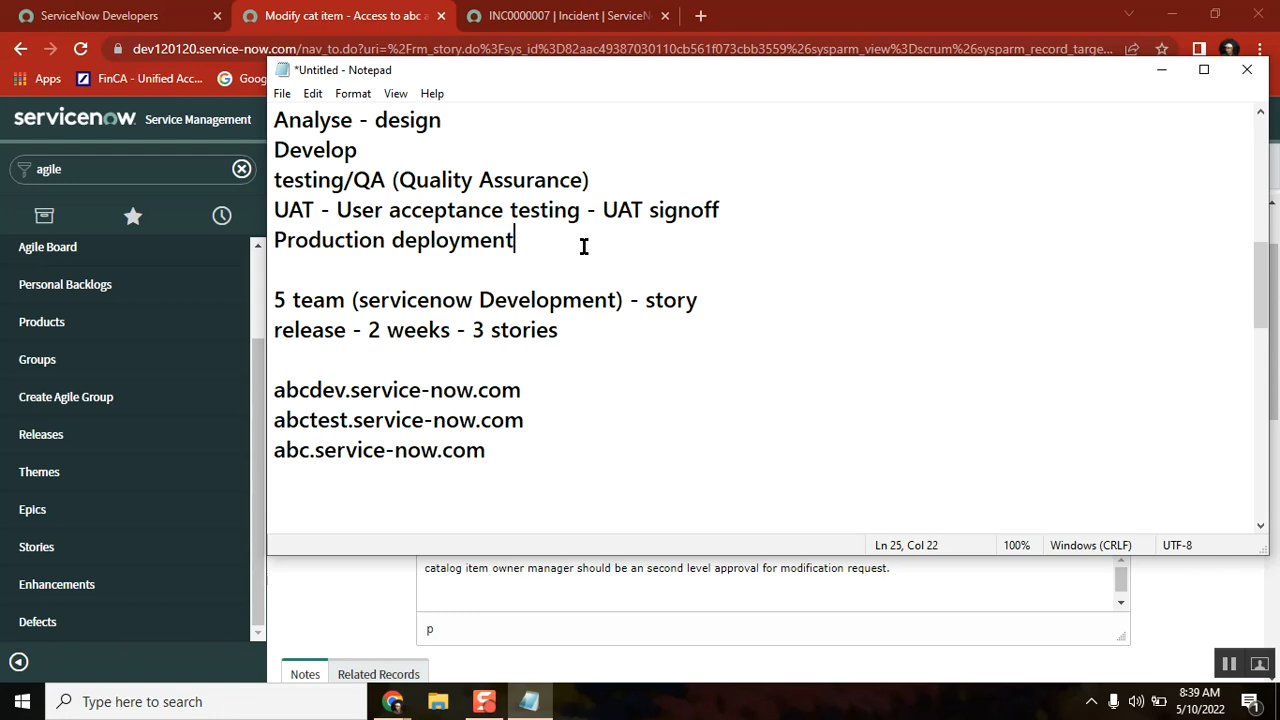 ServiceNow Developers
Modify cat item - Access to abc a
INC0000007 | Incident | ServiceN
dev120120.service-now.com/nav_to.do?uri=%2Frm_story.do%3Fsys_id%3D82aac49387030110cb561f073cbb3559%26sysparm_view%3Dscrum%26sysparm_record_targe...
Apps
FinCA - Unified Acc...
Goog
*Untitled - Notepad
File Edit Format View Help
servicenow Service Management
agile
Agile Board
Personal Backlogs
Products
Groups
Create Agile Group
Releases
Themes
Epics
Stories
Enhancements
Defects
Analyse - design
Develop
testing/QA (Quality Assurance)
UAT - User acceptance testing - UAT signoff
Production deployment
5 team (servicenow Development) - story
release - 2 weeks - 3 stories
abcdev.service-now.com
abctest.service-now.com
abc.service-now.com
Ln 25, Col 22 100% Windows (CRLF) UTF-8
catalog item owner manager should be an second level approval for modification request.
p
Notes Related Records
Type here to search
8:39 AM
5/10/2022
1